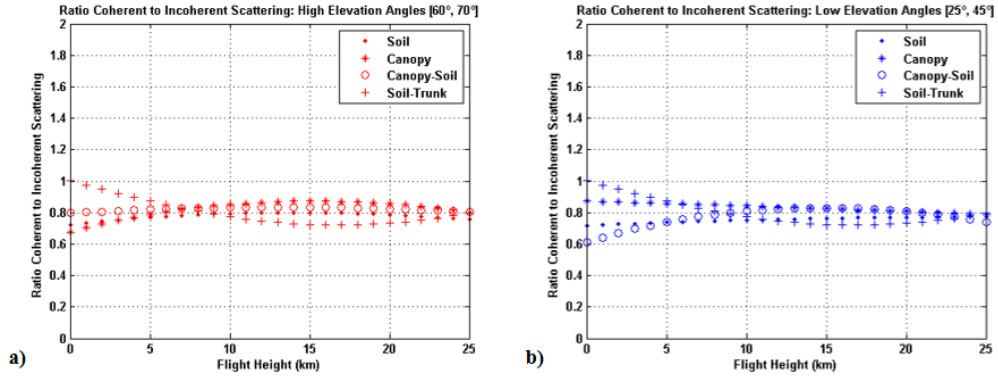 Ratio Coherent to Incoherent Scattering: High Elevation Angles [60°, 70°]
2
1.8
1.6
1.4
1.2
1
0.8
0.6
0.4
0.2
0
Ratio Coherent to Incoherent Scattering
Soil
Canopy
Canopy-Soil
Soil-Trunk
0 5 10 15 20 25
Flight Height (km)
a)
Ratio Coherent to Incoherent Scattering: Low Elevation Angles [25°, 45°]
2
1.8
1.6
1.4
1.2
1
0.8
0.6
0.4
0.2
0
Ratio Coherent to Incoherent Scattering
Soil
Canopy
Canopy-Soil
Soil-Trunk
0 5 10 15 20 25
Flight Height (km)
b)